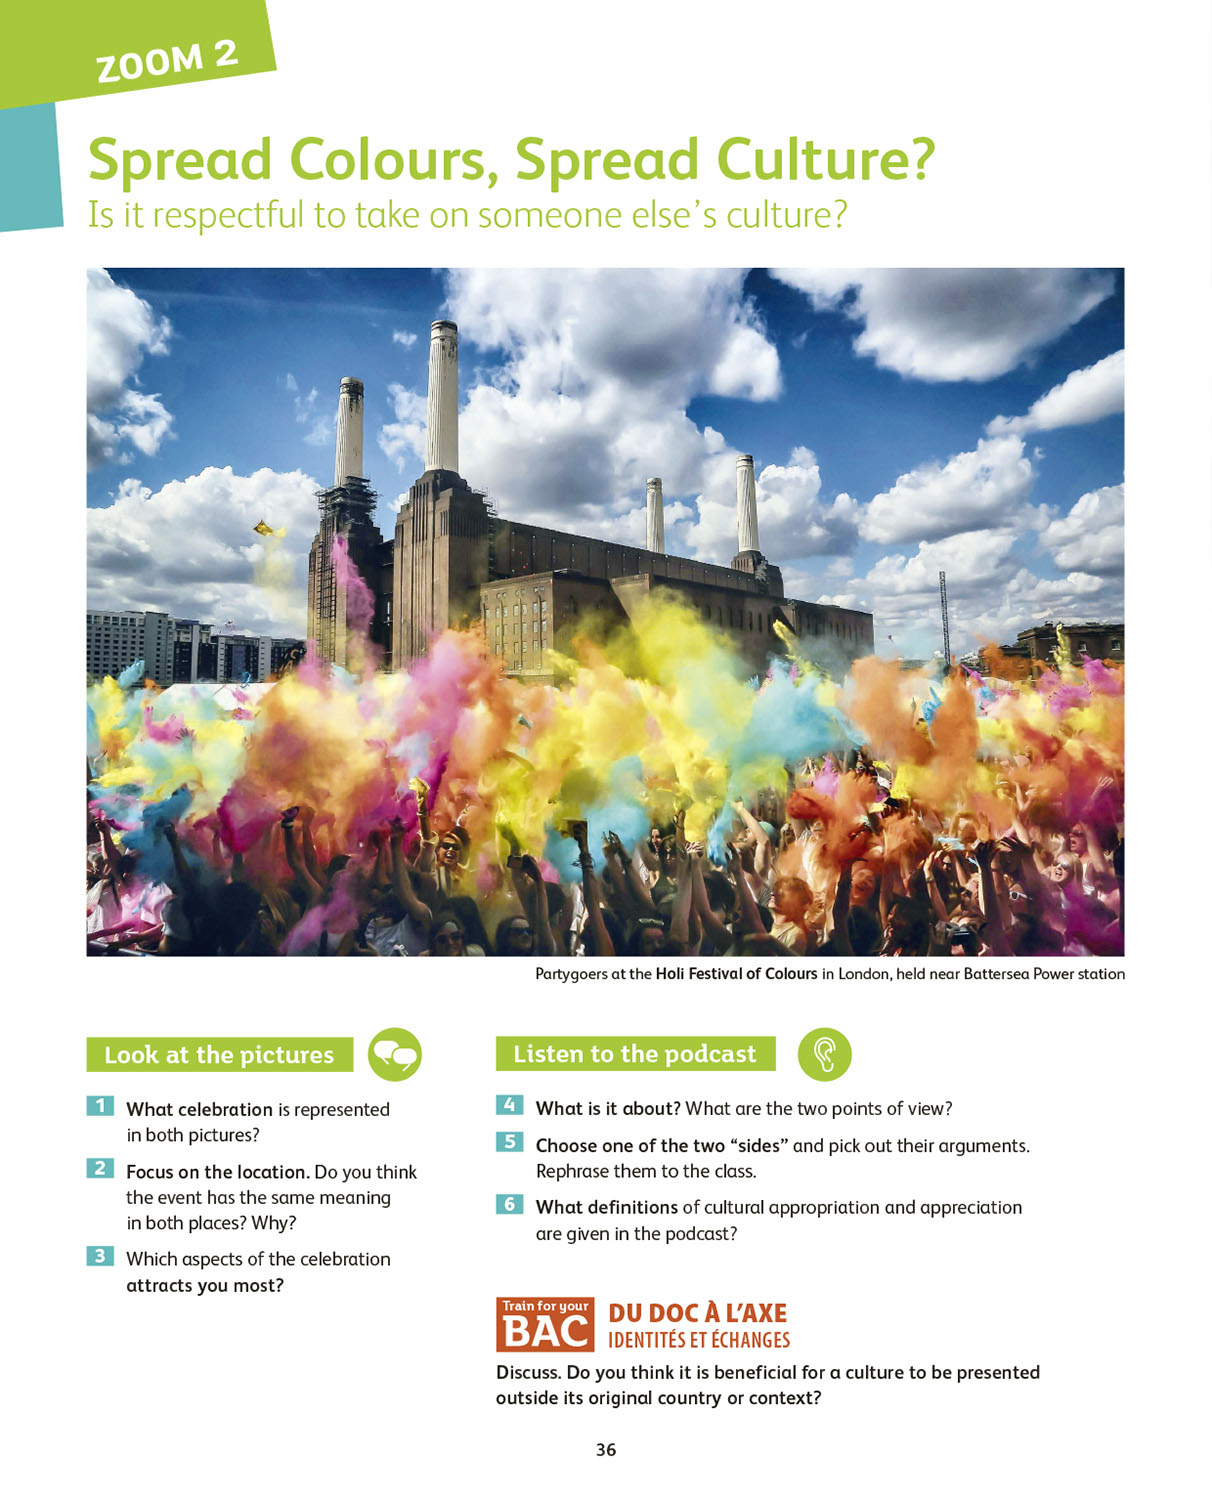 ZOOM 2
Spread Colours, Spread Culture?
Is it respectful to take on someone else’s culture?
Partygoers at the Holi Festival of Colours in London, held near Battersea Power station
Look at the pictures
1 What celebration is represented
in both pictures?
2 Focus on the location. Do you think
the event has the same meaning
in both places? Why?
3 Which aspects of the celebration
attracts you most?
Listen to the podcast
4 What is it about? What are the two points of view?
5 Choose one of the two “sides” and pick out their arguments.
Rephrase them to the class.
6 What definitions of cultural appropriation and appreciation
are given in the podcast?
Train for your
BAC
DU DOC À L’AXE
IDENTITÉS ET ÉCHANGES
Discuss. Do you think it is beneficial for a culture to be presented
outside its original country or context?
36